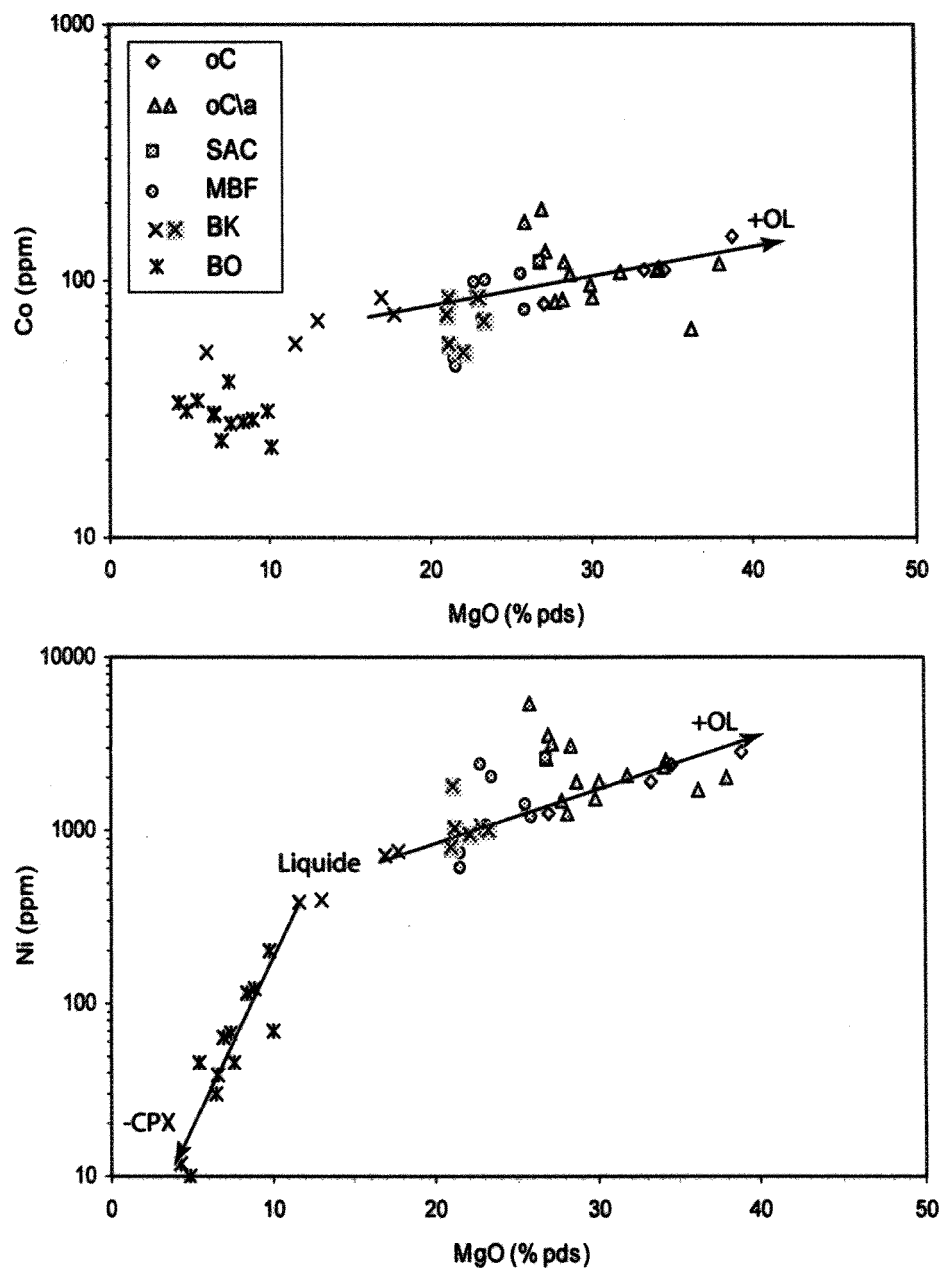 1000
oC
oC\a
SAC
MBF
BK
BO
+OL
100
Co (ppm)
10
0 10 20 30 40 50
MgO (% pds)
10000
+OL
1000
Liquide
Ni (ppm)
100
-CPX
10
0 10 20 30 40 50
MgO (% pds)